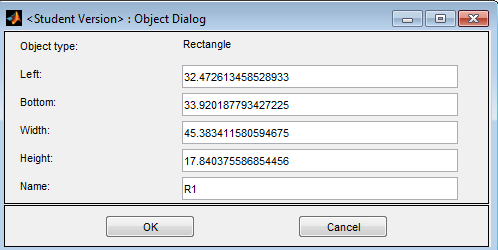 <Student Version> : Object Dialog
Object type: Rectangle
Left: 32.472613458528933
Bottom: 33.920187793427225
Width: 45.383411580594675
Height: 17.840375586854456
Name: R1
OK Cancel